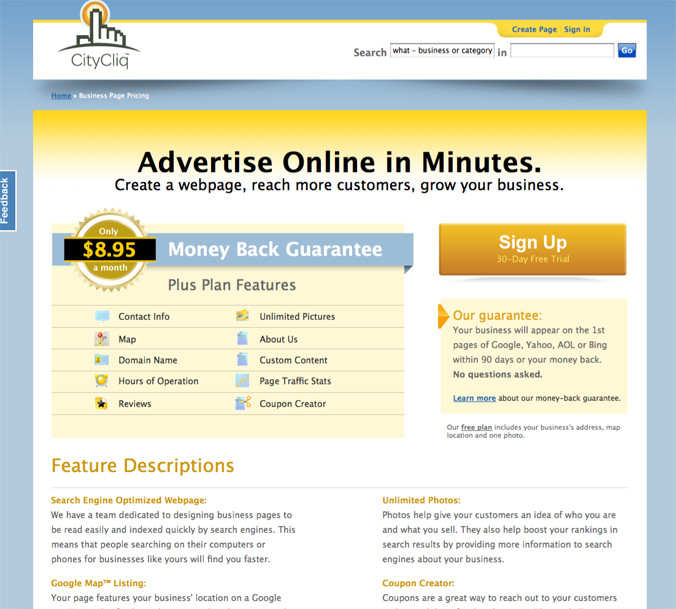 Create Page | Sign In
CityCliq™
Search what - business or category in Go
Home » Business Page Pricing
Feedback
Advertise Online in Minutes.
Create a webpage, reach more customers, grow your business.
Only
$8.95
a month
Money Back Guarantee
Plus Plan Features
Contact Info
Unlimited Pictures
Map
About Us
Domain Name
Custom Content
Hours of Operation
Page Traffic Stats
Reviews
Coupon Creator
Sign Up
30-Day Free Trial
Our guarantee:
Your business will appear on the 1st
pages of Google, Yahoo, AOL or Bing
within 90 days or your money back.
No questions asked.
Learn more about our money-back guarantee.
Our free plan includes your business's address, map
location and one photo.
Feature Descriptions
Search Engine Optimized Webpage:
We have a team dedicated to designing business pages to
be read easily and indexed quickly by search engines. This
means that people searching on their computers or
phones for businesses like yours will find you faster.
Google Map™ Listing:
Your page features your business' location on a Google
Unlimited Photos:
Photos help give your customers an idea of who you are
and what you sell. They also help boost your rankings in
search results by providing more information to search
engines about your business.
Coupon Creator:
Coupons are a great way to reach out to your customers